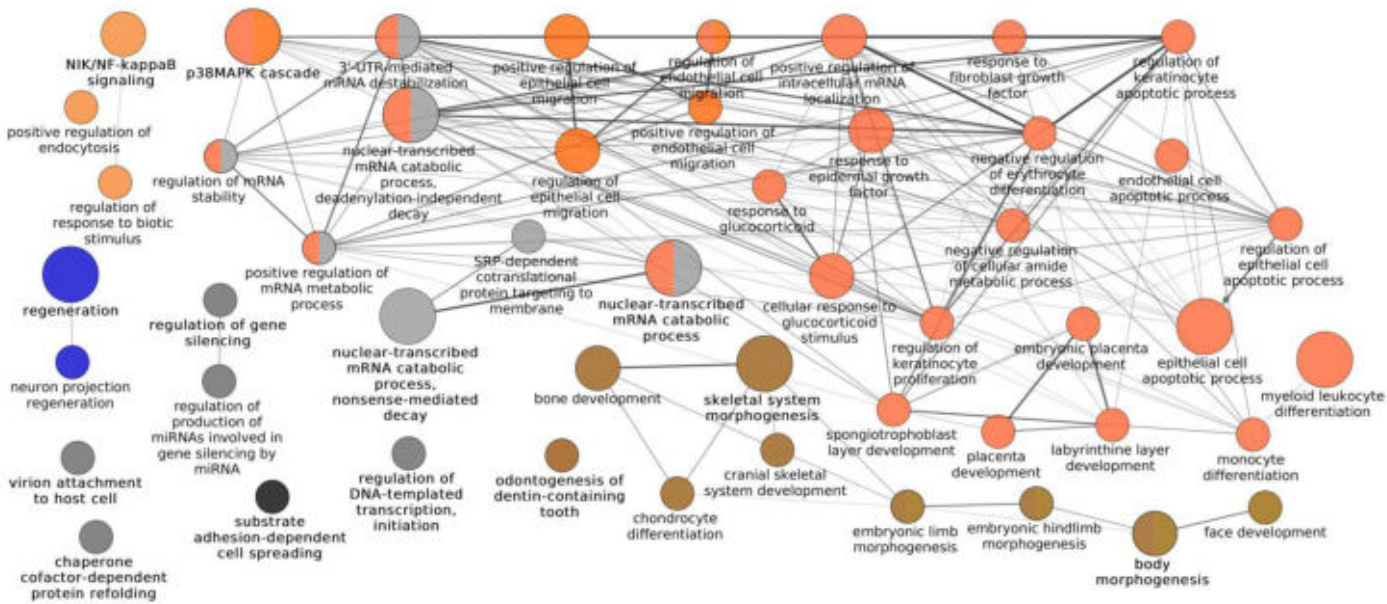 NIK/NF-kappaB
signaling
p38MAPK cascade
3'-UTR-mediated
mRNA destabilization
positive regulation of
epithelial cell
migration
regulation of
endothelial cell
migration
positive regulation of
intracellular mRNA
localization
response to
fibroblast growth
factor
regulation of
keratinocyte
apoptotic process
positive regulation of
endocytosis
regulation of mRNA
stability
nuclear-transcribed
mRNA catabolic
process,
deadenylation-independent
decay
regulation of
epithelial cell
migration
positive regulation of
endothelial cell
migration
response to
epidermal growth
factor
negative regulation
of erythrocyte
differentiation
endothelial cell
apoptotic process
regulation of
response to biotic
stimulus
response to
glucocorticoid
negative regulation
of cellular amide
metabolic process
regulation of
epithelial cell
apoptotic process
positive regulation of
mRNA metabolic
process
SRP-dependent
cotranslational
protein targeting to
membrane
nuclear-transcribed
mRNA catabolic
process
cellular response to
glucocorticoid
stimulus
regeneration
regulation of gene
silencing
nuclear-transcribed
mRNA catabolic
process,
nonsense-mediated
decay
regulation of
keratinocyte
proliferation
embryonic placenta
development
epithelial cell
apoptotic process
myeloid leukocyte
differentiation
neuron projection
regeneration
regulation of
production of
miRNAs involved in
gene silencing by
miRNA
bone development
skeletal system
morphogenesis
spongiotrophoblast
layer development
placenta
development
labyrinthine layer
development
monocyte
differentiation
virion attachment
to host cell
substrate
adhesion-dependent
cell spreading
regulation of
DNA-templated
transcription,
initiation
odontogenesis of
dentin-containing
tooth
chondrocyte
differentiation
cranial skeletal
system development
embryonic limb
morphogenesis
embryonic hindlimb
morphogenesis
body
morphogenesis
face development
chaperone
cofactor-dependent
protein refolding